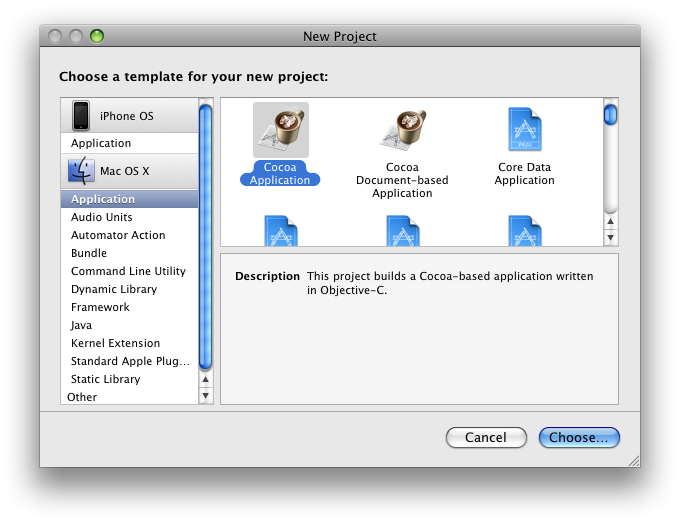 New Project
Choose a template for your new project:
iPhone OS
Application
Mac OS X
Application
Audio Units
Automator Action
Bundle
Command Line Utility
Dynamic Library
Framework
Java
Kernel Extension
Standard Apple Plug...
Static Library
Other
Cocoa
Application
Cocoa
Document-based
Application
Core Data
Application
Description This project builds a Cocoa-based application written
in Objective-C.
Cancel
Choose...